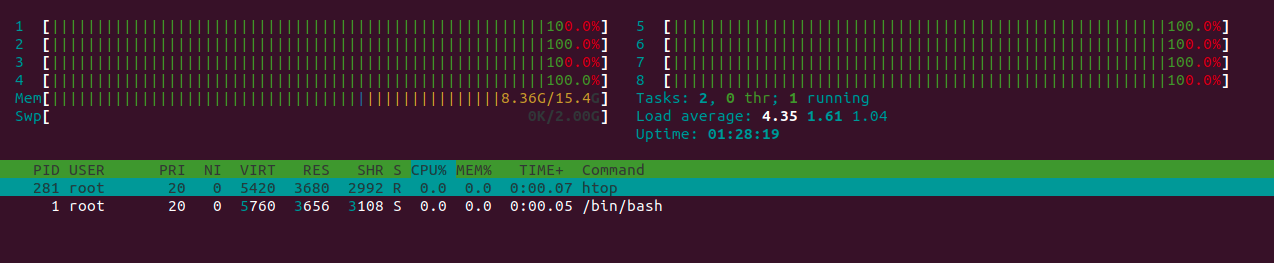 1 [100.0%] 5 [100.0%]
2 [100.0%] 6 [100.0%]
3 [100.0%] 7 [100.0%]
4 [100.0%] 8 [100.0%]
Mem[8.36G/15.4G] Tasks: 2, 0 thr; 1 running
Swp[0K/2.00G] Load average: 4.35 1.61 1.04
Uptime: 01:28:19
PID USER PRI NI VIRT RES SHR S CPU% MEM% TIME+ Command
281 root 20 0 5420 3680 2992 R 0.0 0.0 0:00.07 htop
1 root 20 0 5760 3656 3108 S 0.0 0.0 0:00.05 /bin/bash